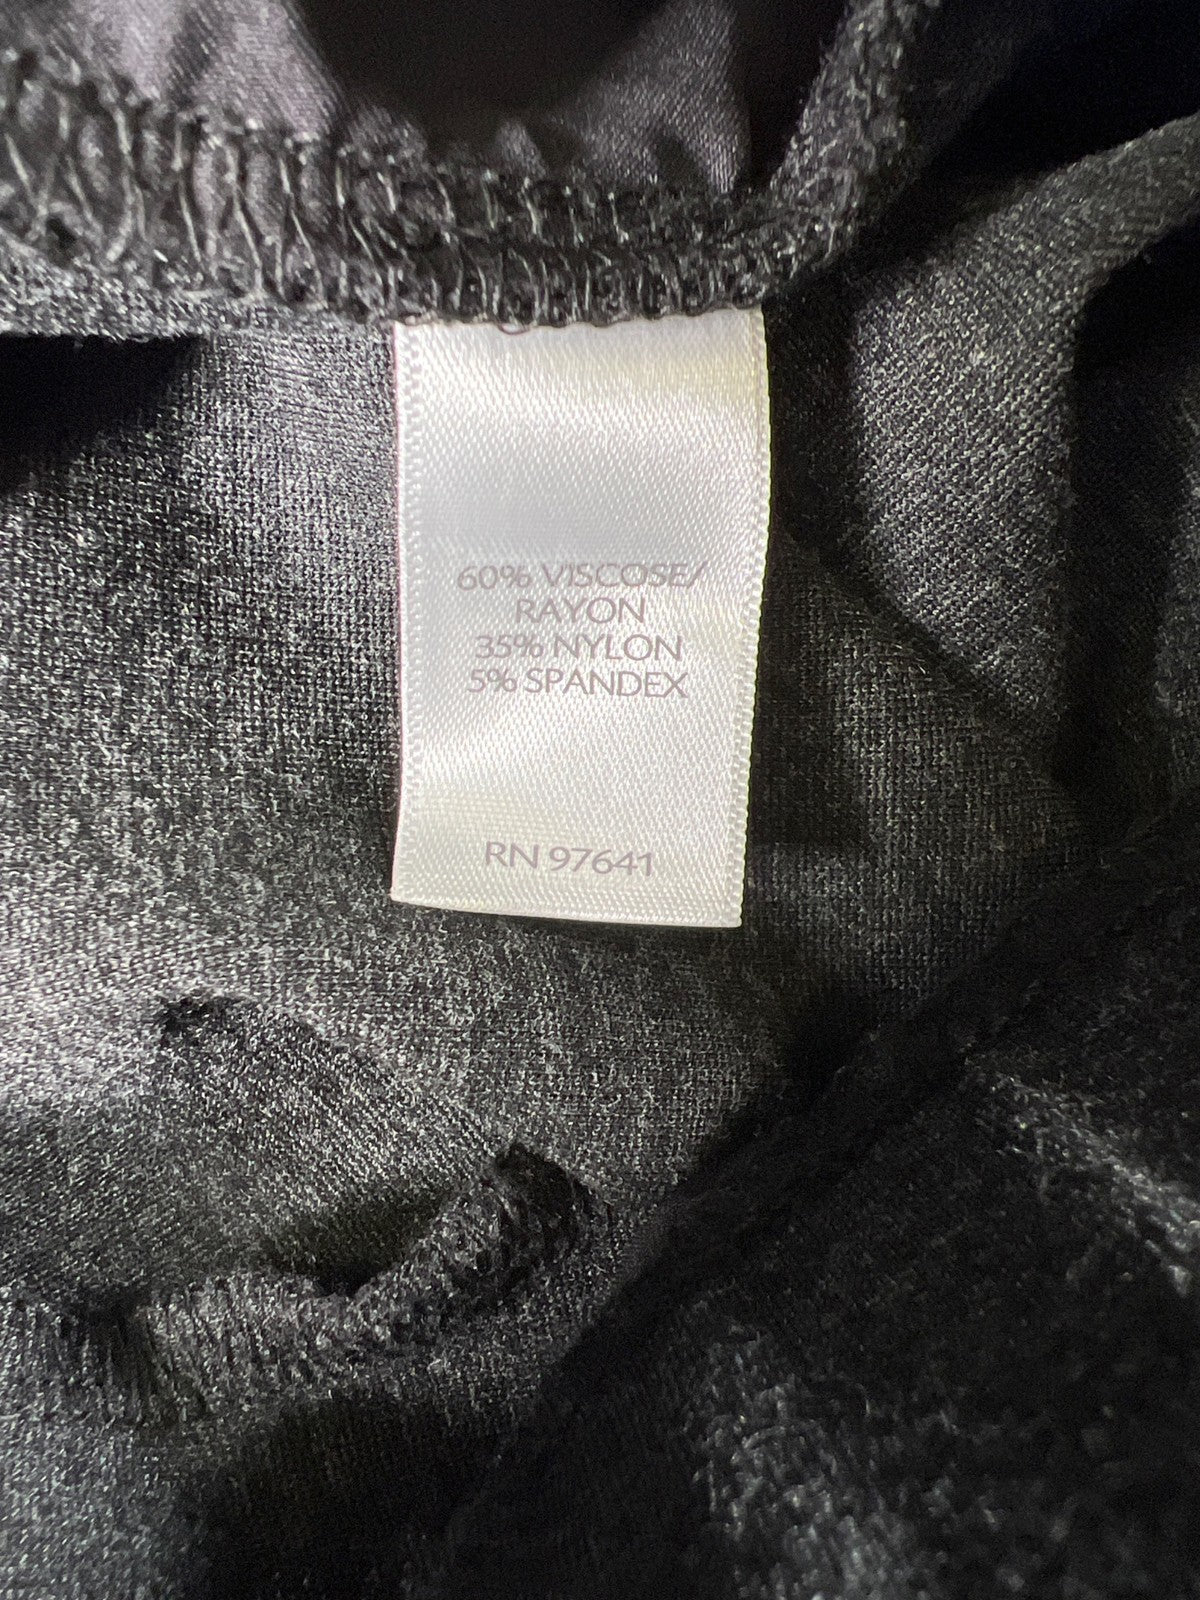 60% VISCOSE/
RAYON
35% NYLON
5% SPANDEX
RN 97641